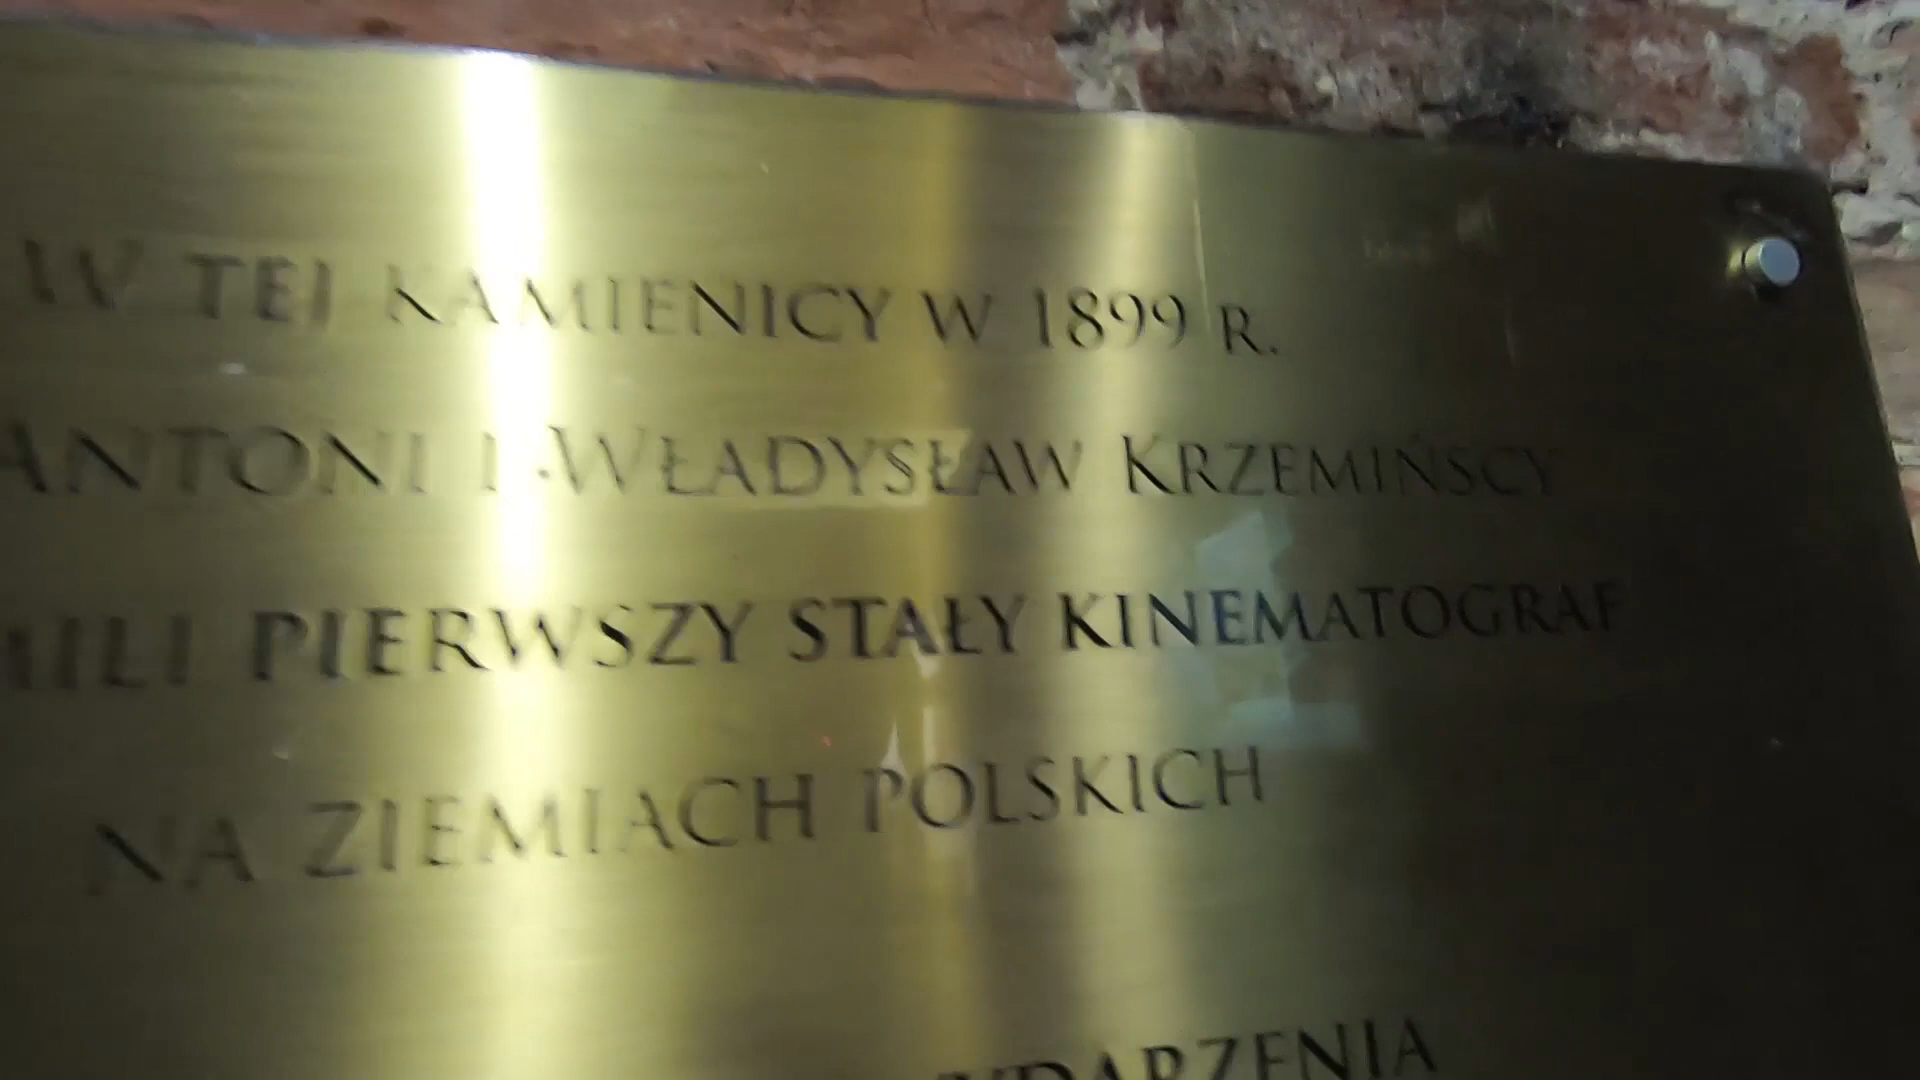 W TEJ KAMIENICY W 1899 R.
ANTONI I WŁADYSŁAW KRZEMIŃSCY
PIERWSZY STAŁY KINEMATOGRAF
NA ZIEMIACH POLSKICH